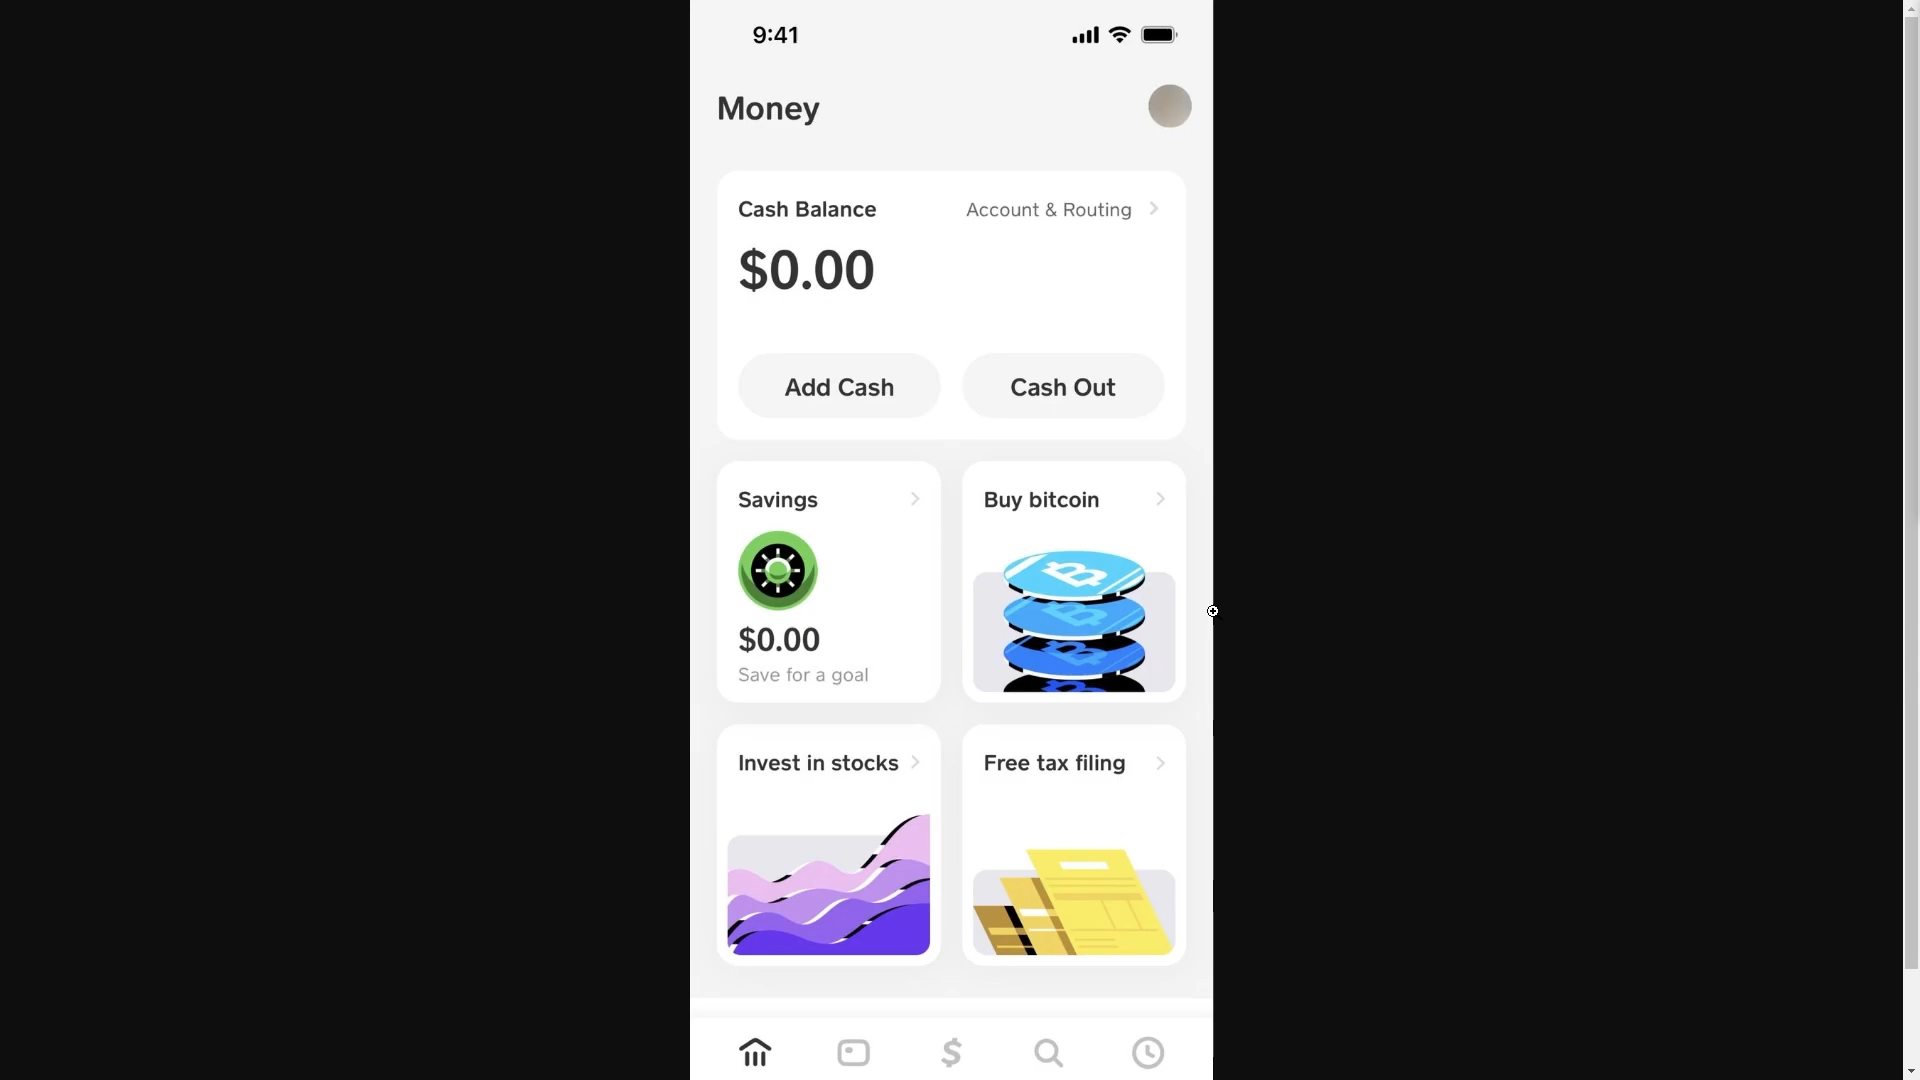 9:41
Money
Cash Balance
Account & Routing
$0.00
Add Cash
Cash Out
Savings
Buy bitcoin
$0.00
Save for a goal
Invest in stocks
Free tax filing